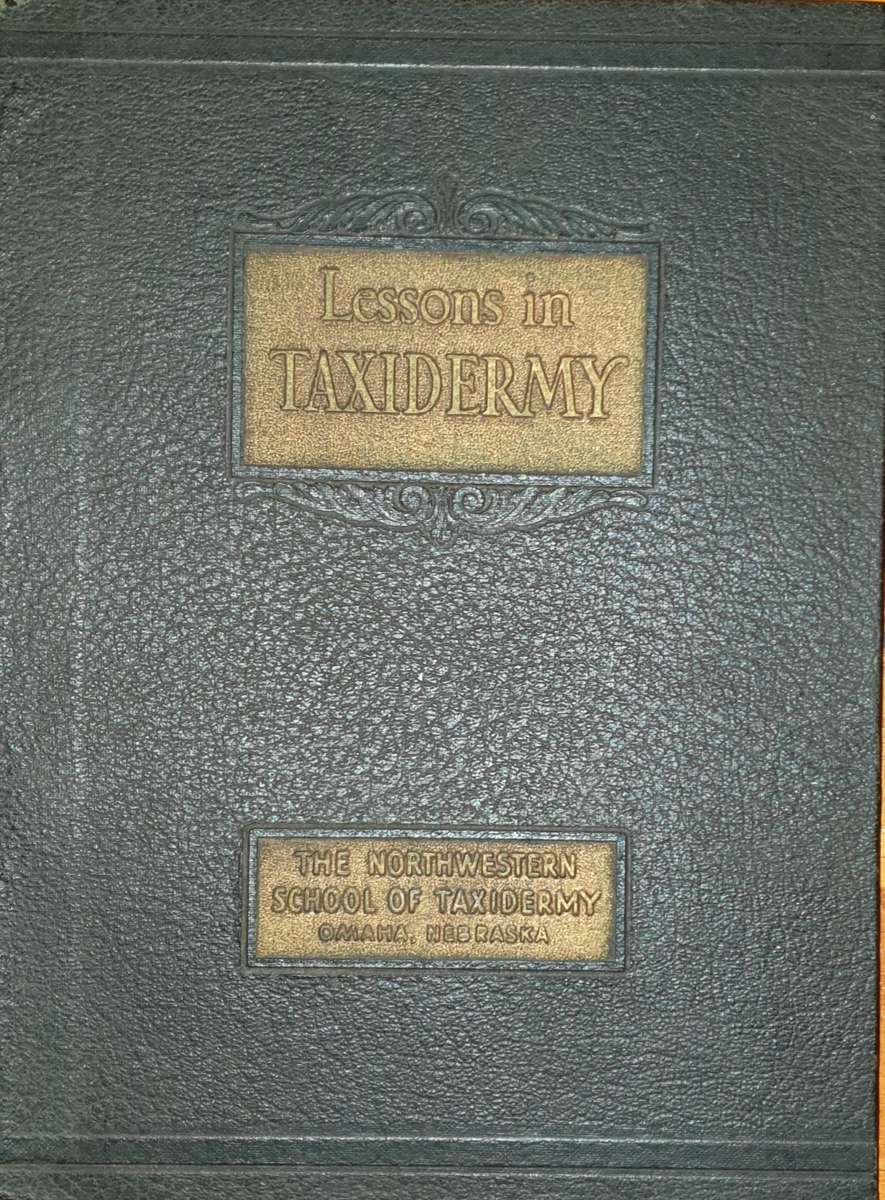 Lessons in
TAXIDERMY
THE NORTHWESTERN
SCHOOL OF TAXIDERMY
OMAHA, NEBRASKA